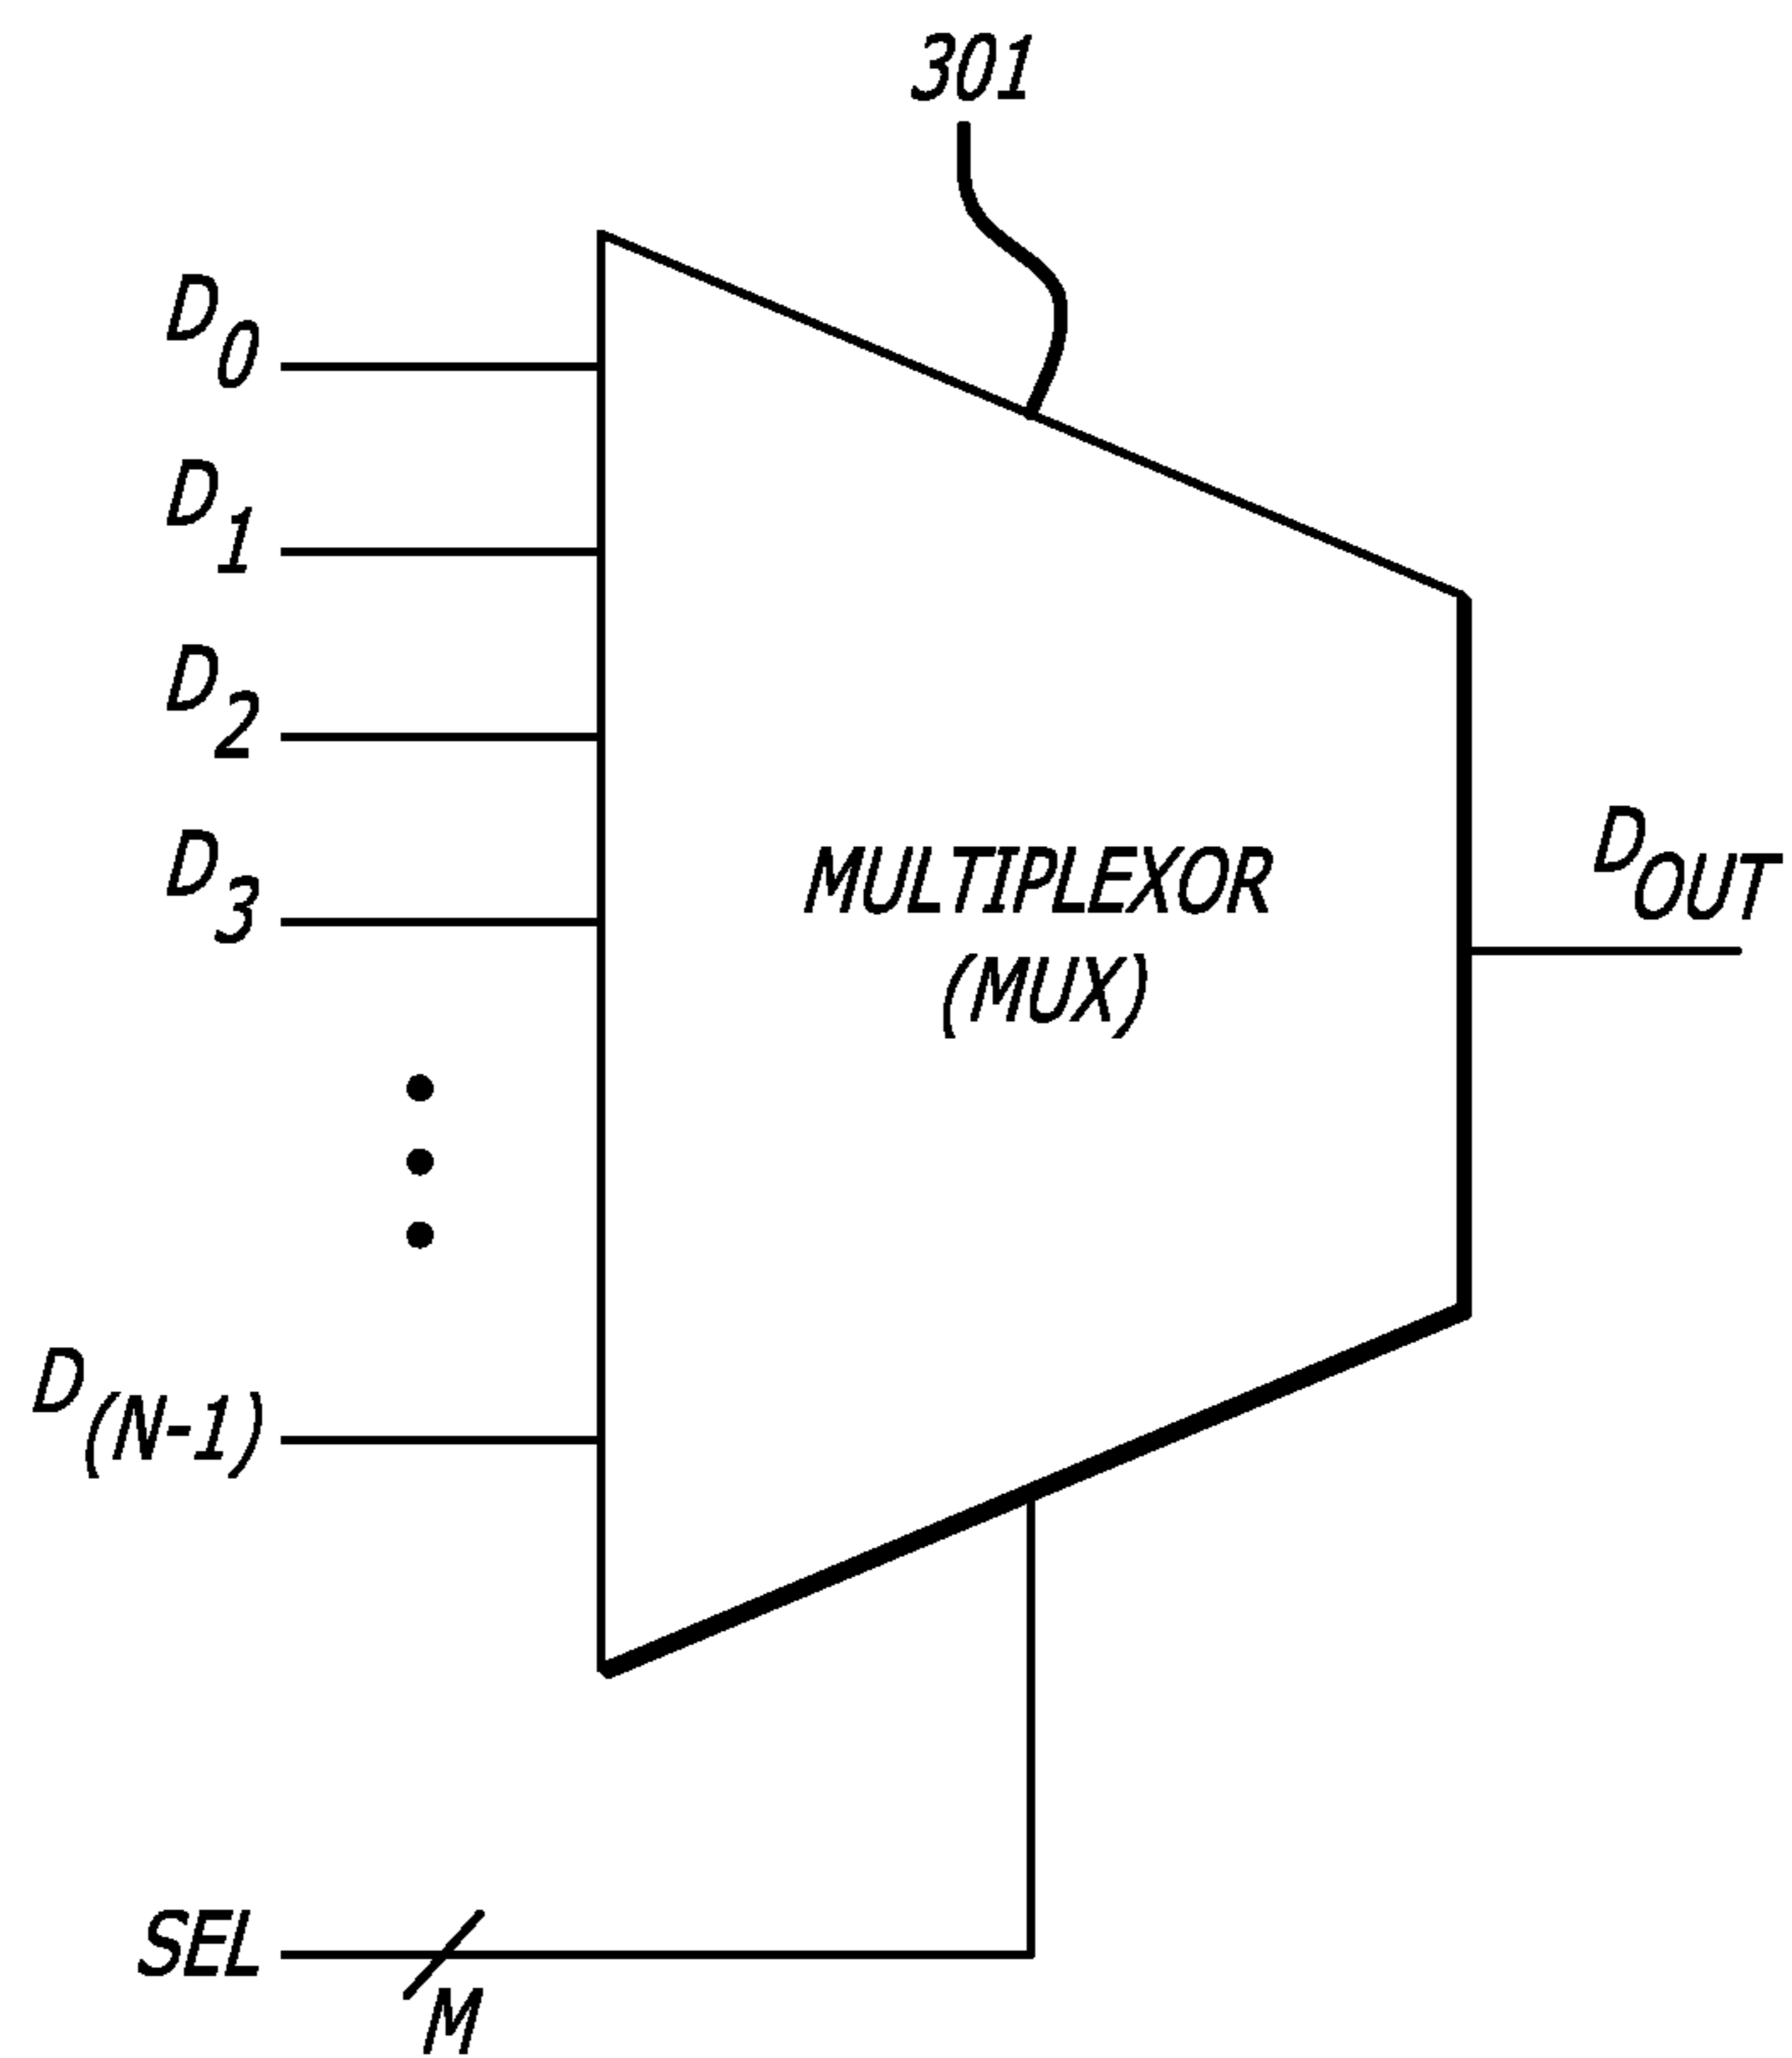 301
D0
D1
D2
D3
MULTIPLEXOR
(MUX)
DOUT
D(N-1)
SEL
M